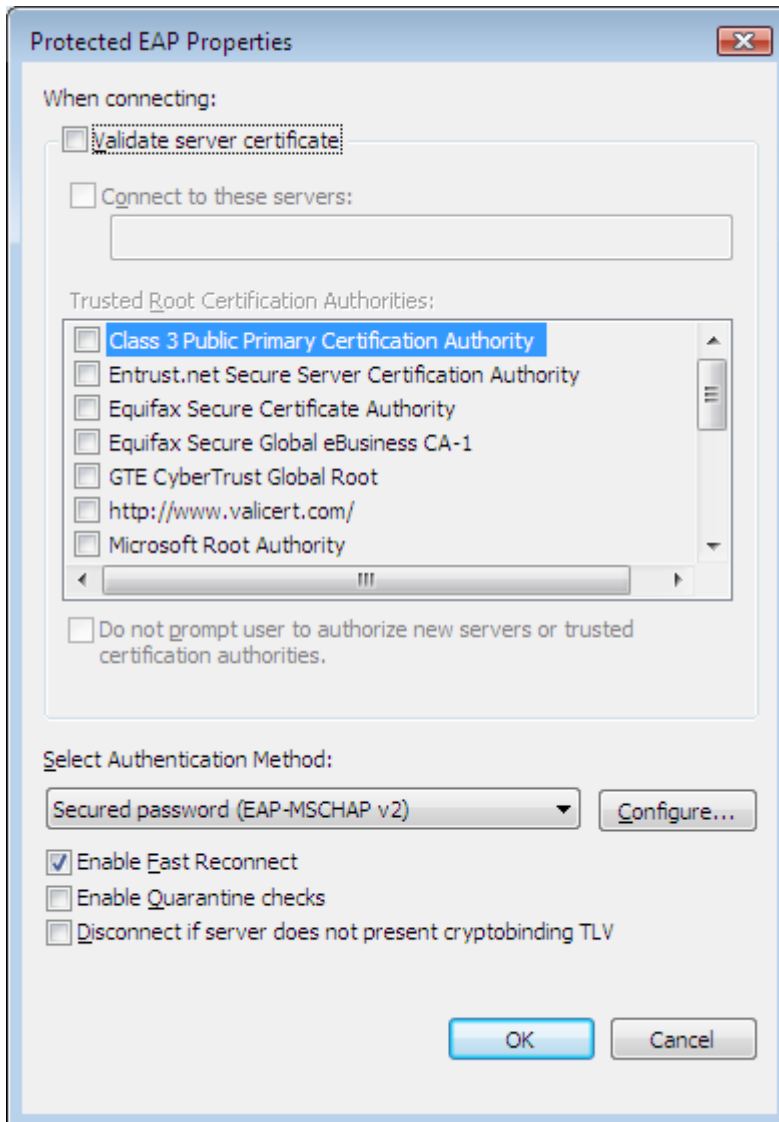 Protected EAP Properties
When connecting:
Validate server certificate
Connect to these servers:
Trusted Root Certification Authorities:
Class 3 Public Primary Certification Authority
Entrust.net Secure Server Certification Authority
Equifax Secure Certificate Authority
Equifax Secure Global eBusiness CA-1
GTE CyberTrust Global Root
http://www.valicert.com/
Microsoft Root Authority
Do not prompt user to authorize new servers or trusted
certification authorities.
Select Authentication Method:
Secured password (EAP-MSCHAP v2) Configure...
Enable Fast Reconnect
Enable Quarantine checks
Disconnect if server does not present cryptobinding TLV
OK Cancel